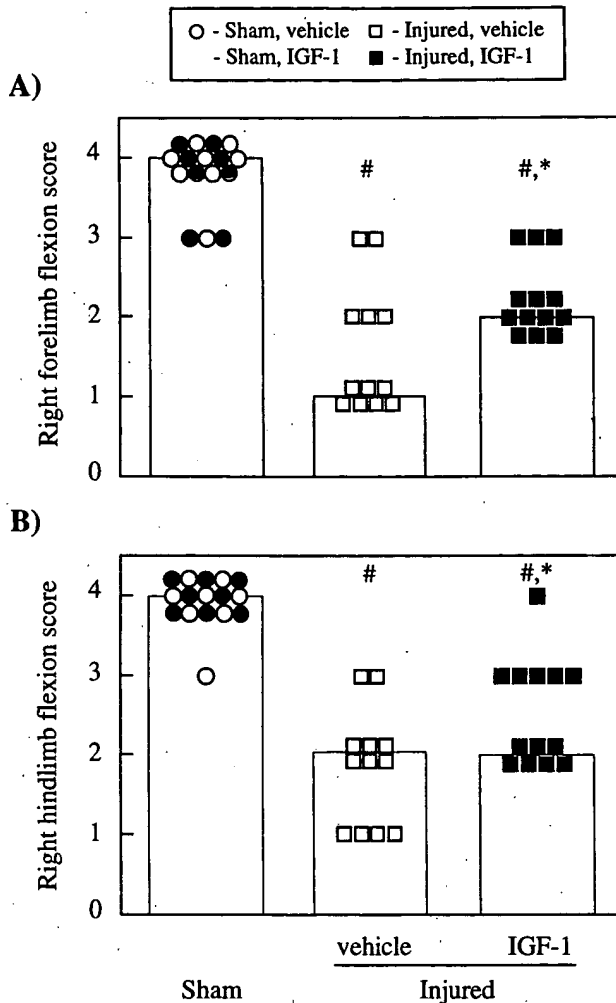 - Sham, vehicle - Injured, vehicle
- Sham, IGF-1 - Injured, IGF-1
A)
Right forelimb flexion score
4
3
2
1
0
#
#,*
B)
Right hindlimb flexion score
4
3
2
1
0
#
#,*
vehicle IGF-1
Sham Injured